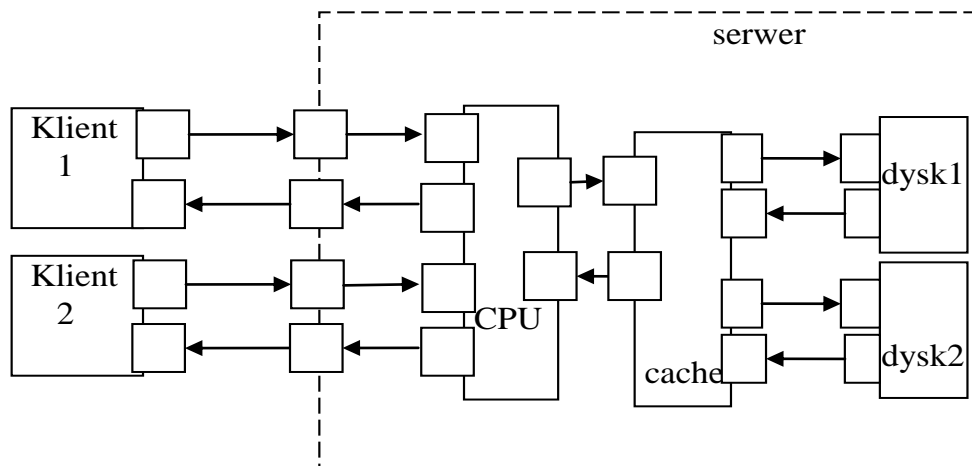 serwer
Klient
1
dysk1
Klient
2
CPU
cache
dysk2